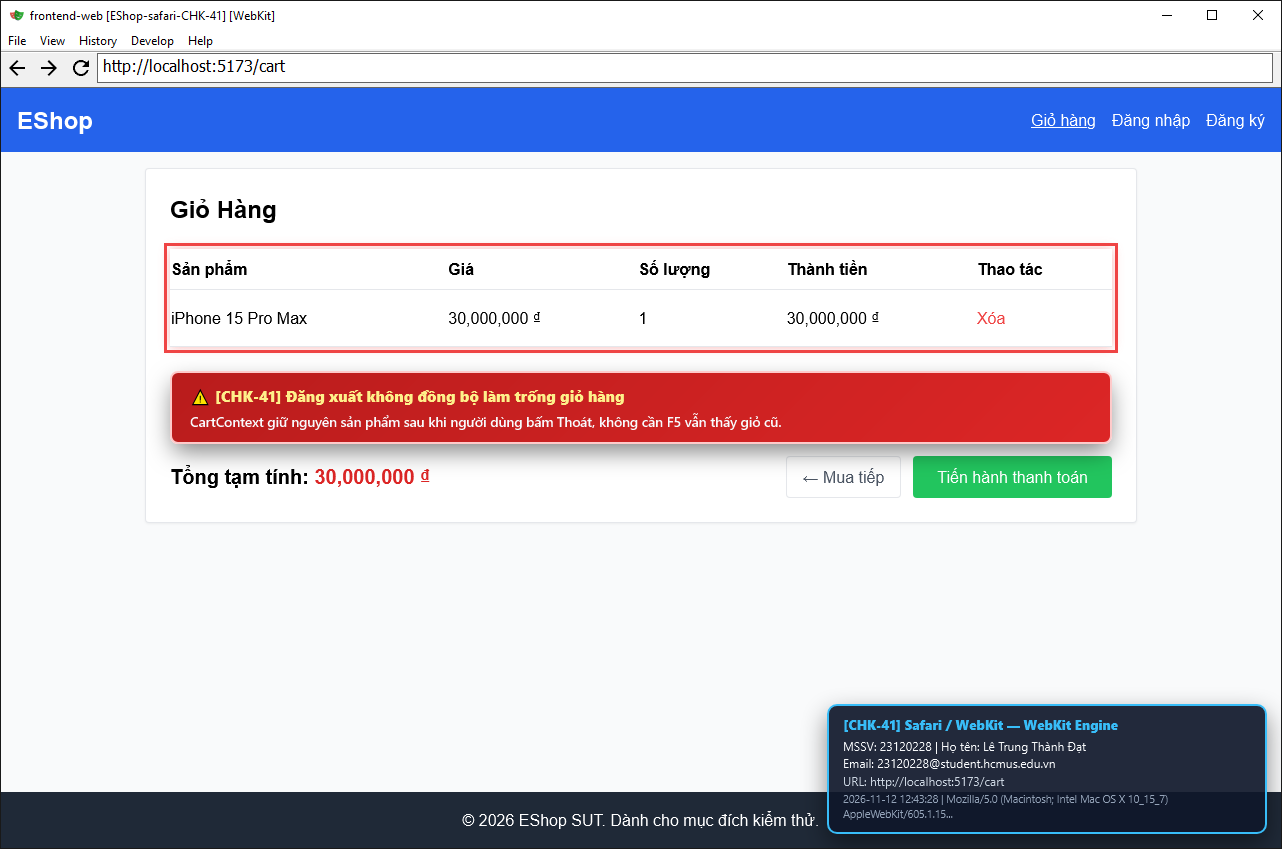 frontend-web [EShop-safari-CHK-41] [WebKit]
File View History Develop Help
http://localhost:5173/cart
EShop Giỏ hàng Đăng nhập Đăng ký
Giỏ Hàng
Sản phẩm Giá Số lượng Thành tiền Thao tác
iPhone 15 Pro Max 30,000,000 ₫ 1 30,000,000 ₫ Xóa
⚠ [CHK-41] Đăng xuất không đồng bộ làm trống giỏ hàng
CartContext giữ nguyên sản phẩm sau khi người dùng bấm Thoát, không cần F5 vẫn thấy giỏ cũ.
Tổng tạm tính: 30,000,000 ₫ ← Mua tiếp Tiến hành thanh toán
[CHK-41] Safari / WebKit — WebKit Engine
MSSV: 23120228 | Họ tên: Lê Trung Thành Đạt
Email: 23120228@student.hcmus.edu.vn
URL: http://localhost:5173/cart
2026-11-12 12:43:28 | Mozilla/5.0 (Macintosh; Intel Mac OS X 10_15_7)
AppleWebKit/605.1.15...
© 2026 EShop SUT. Dành cho mục đích kiểm thử.